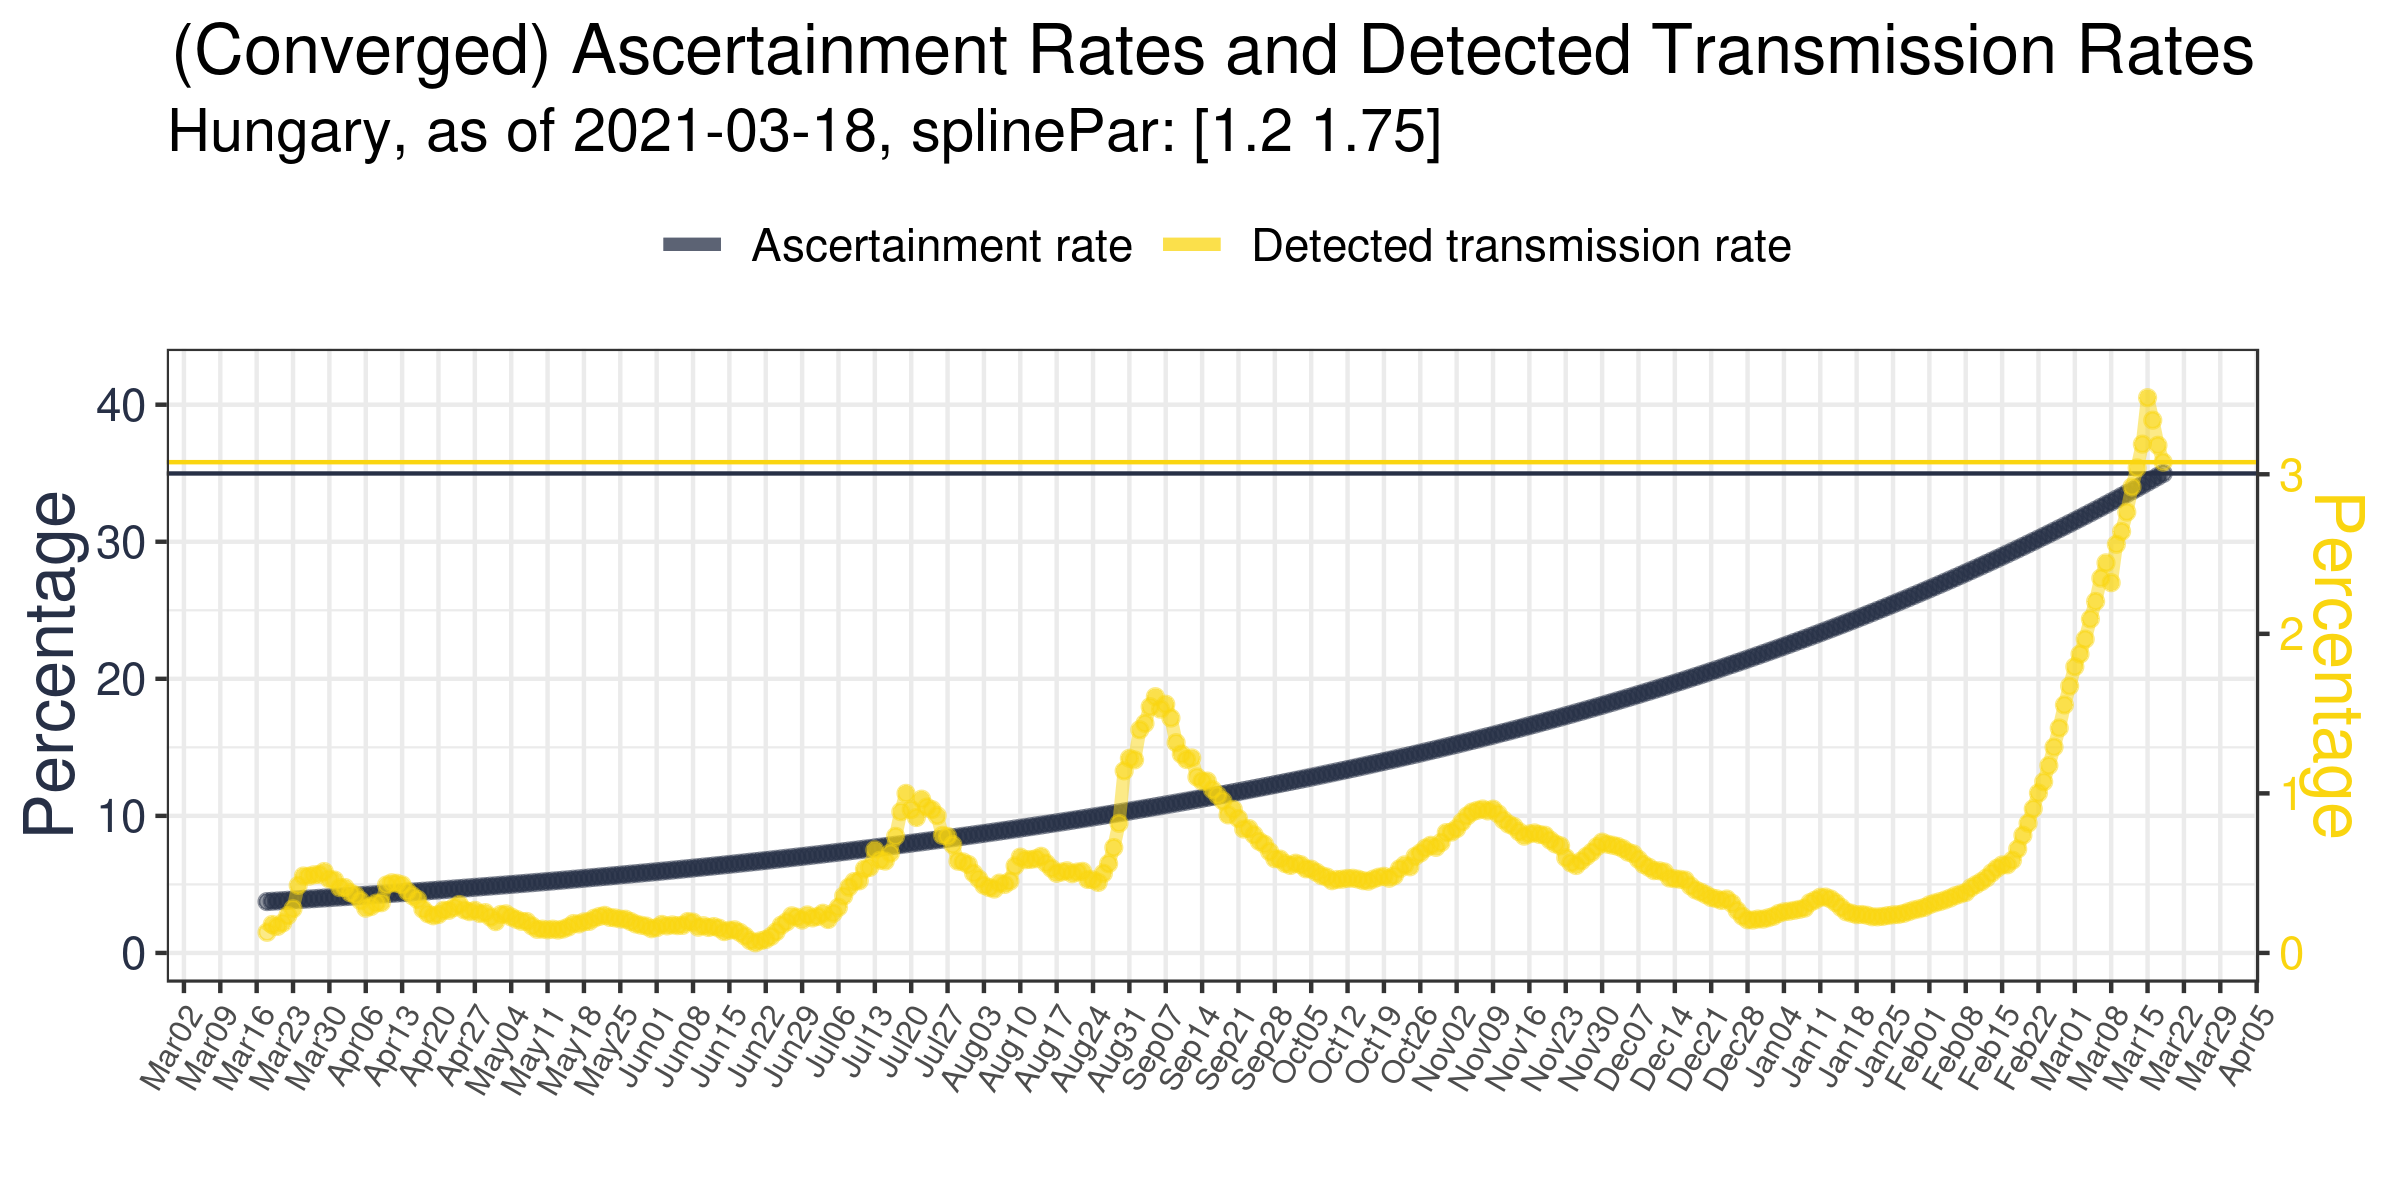 (Converged) Ascertainment Rates and Detected Transmission Rates
Hungary, as of 2021-03-18, splinePar: [1.2 1.75]
Ascertainment rate Detected transmission rate
Percentage
40
30
20
10
0
3
2
1
0
Percentage
Mar02 Mar09 Mar16 Mar23 Mar30 Apr06 Apr13 Apr20 Apr27 May04 May11 May18 May25 Jun01 Jun08 Jun15 Jun22 Jun29 Jul06 Jul13 Jul20 Jul27 Aug03 Aug10 Aug17 Aug24 Aug31 Sep07 Sep14 Sep21 Sep28 Oct05 Oct12 Oct19 Oct26 Nov02 Nov09 Nov16 Nov23 Nov30 Dec07 Dec14 Dec21 Dec28 Jan04 Jan11 Jan18 Jan25 Feb01 Feb08 Feb15 Feb22 Mar01 Mar08 Mar15 Mar22 Mar29 Apr05